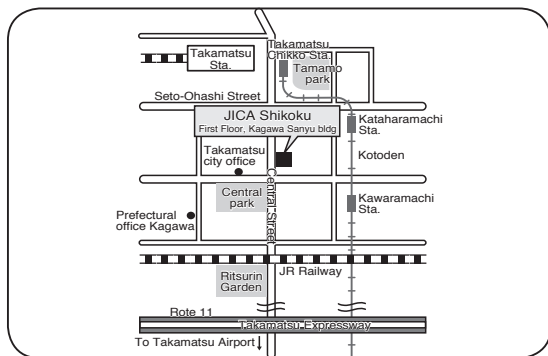 Takamatsu
Chikko Sta.
Takamatsu
Sta.
Tamamo
park
Seto-Ohashi Street
JICA Shikoku
First Floor, Kagawa Sanyu bldg
Kataharamachi
Sta.
Takamatsu
city office
Kotoden
Central
park
Central Street
Kawaramachi
Sta.
Prefectural
office Kagawa
JR Railway
Ritsurin
Garden
Rote 11
Takamatsu Expressway
To Takamatsu Airport